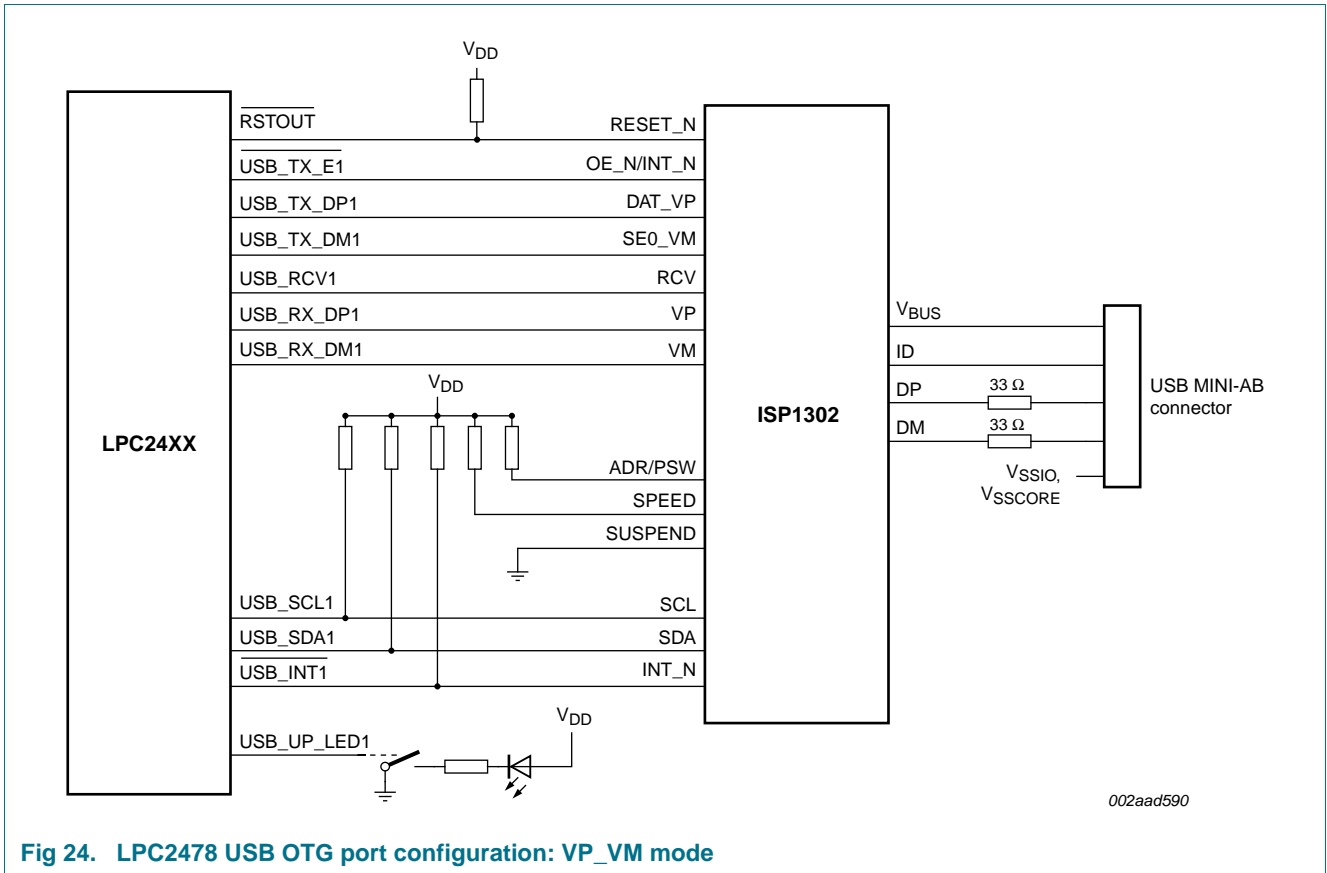 VDD
RSTOUT RESET_N
USB_TX_E1 OE_N/INT_N
USB_TX_DP1 DAT_VP
USB_TX_DM1 SE0_VM
USB_RCV1 RCV
USB_RX_DP1 VP
USB_RX_DM1 VM
VBUS
ID
DP 33 Ω
DM 33 Ω
USB MINI-AB
connector
VSSIO,
VSSCORE
LPC24XX
ISP1302
VDD
ADR/PSW
SPEED
SUSPEND
USB_SCL1 SCL
USB_SDA1 SDA
USB_INT1 INT_N
VDD
USB_UP_LED1
002aad590
Fig 24. LPC2478 USB OTG port configuration: VP_VM mode